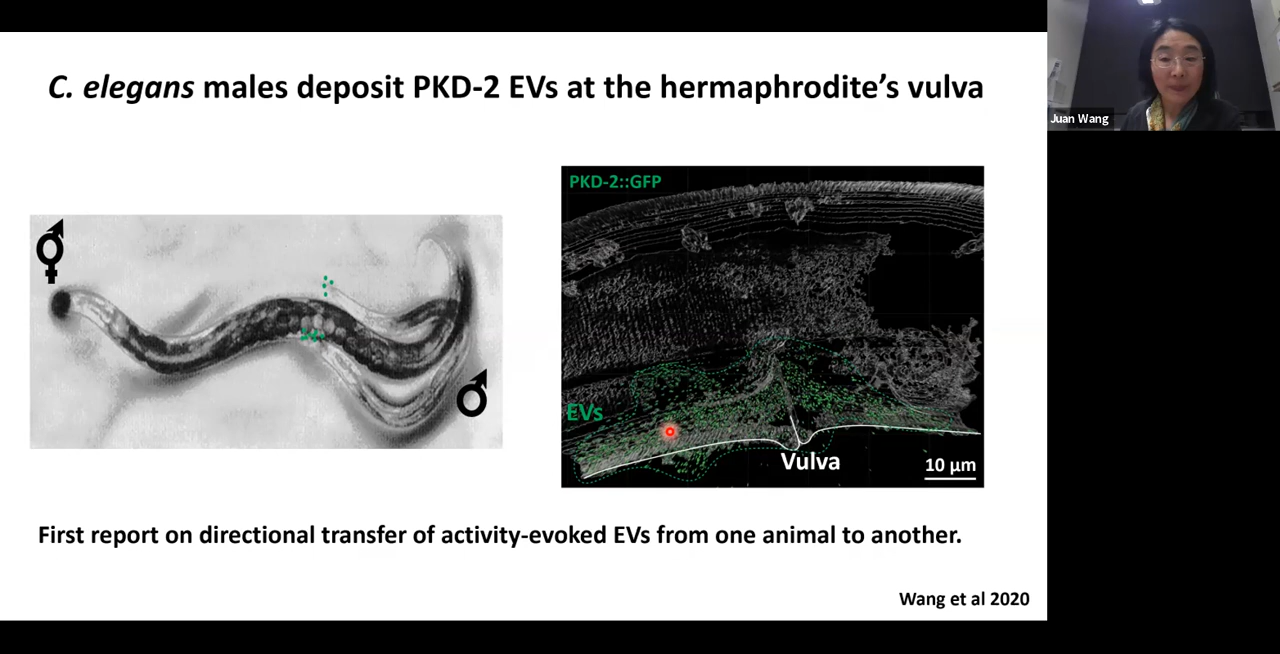 C. elegans males deposit PKD-2 EVs at the hermaphrodite's vulva
Juan Wang
PKD-2::GFP
EVs
Vulva
10 µm
First report on directional transfer of activity-evoked EVs from one animal to another.
Wang et al 2020